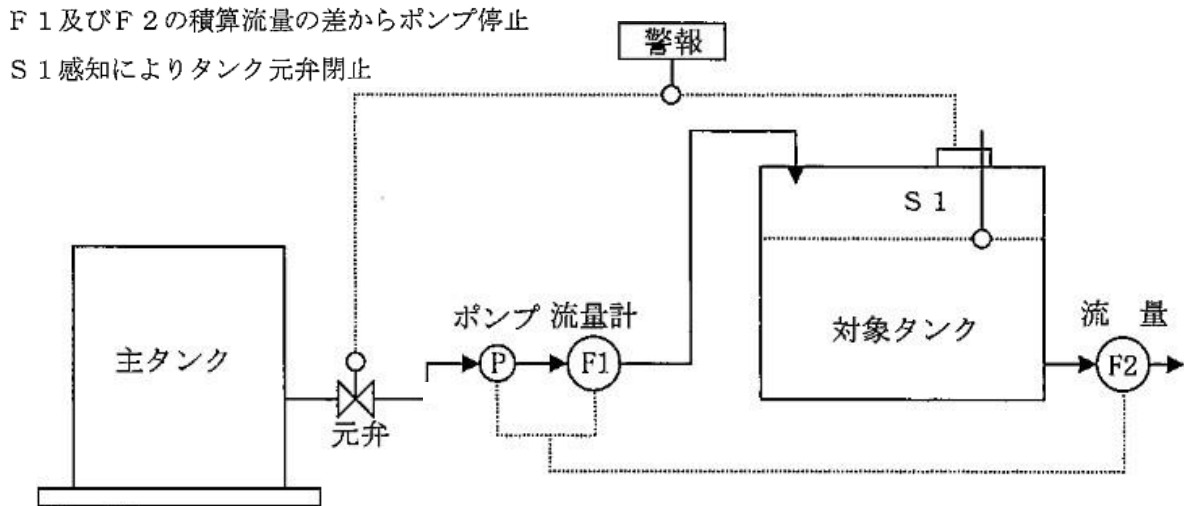 F1及びF2の積算流量の差からポンプ停止
S1感知によりタンク元弁閉止
警報
S1
ポンプ 流量計
流量
主タンク
対象タンク
P
F1
F2
元弁